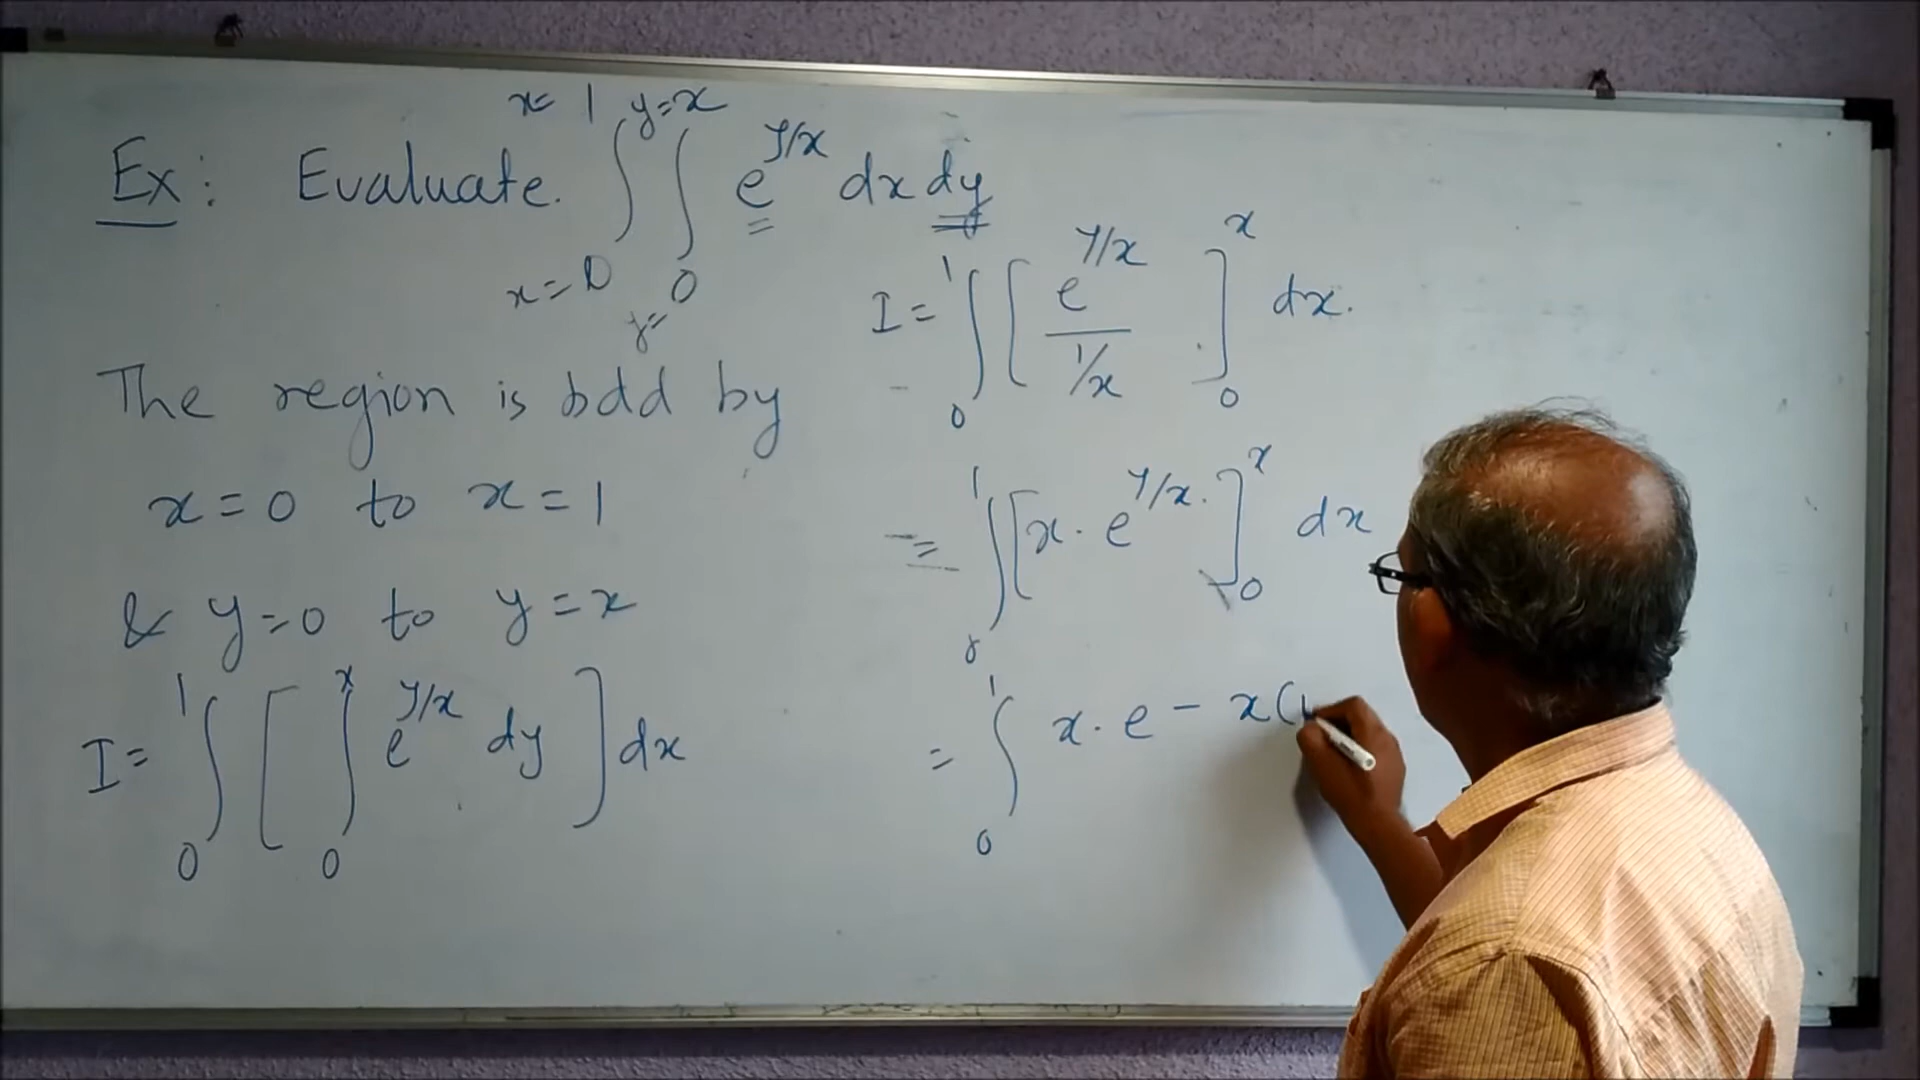 x= 1 y=x
Ex: Evaluate. ∫ ∫ e^{y/x} dx dy
x=0 y=0
The region is bdd by
x=0 to x=1
& y=0 to y=x
I= ∫_0^1 [ ∫_0^x e^{y/x} dy ] dx
I= ∫_0^1 [ e^{y/x} / (1/x) ]_0^x dx.
= ∫_0^1 [x. e^{y/x}.]_0^x dx
= ∫_0^1 x. e - x(1